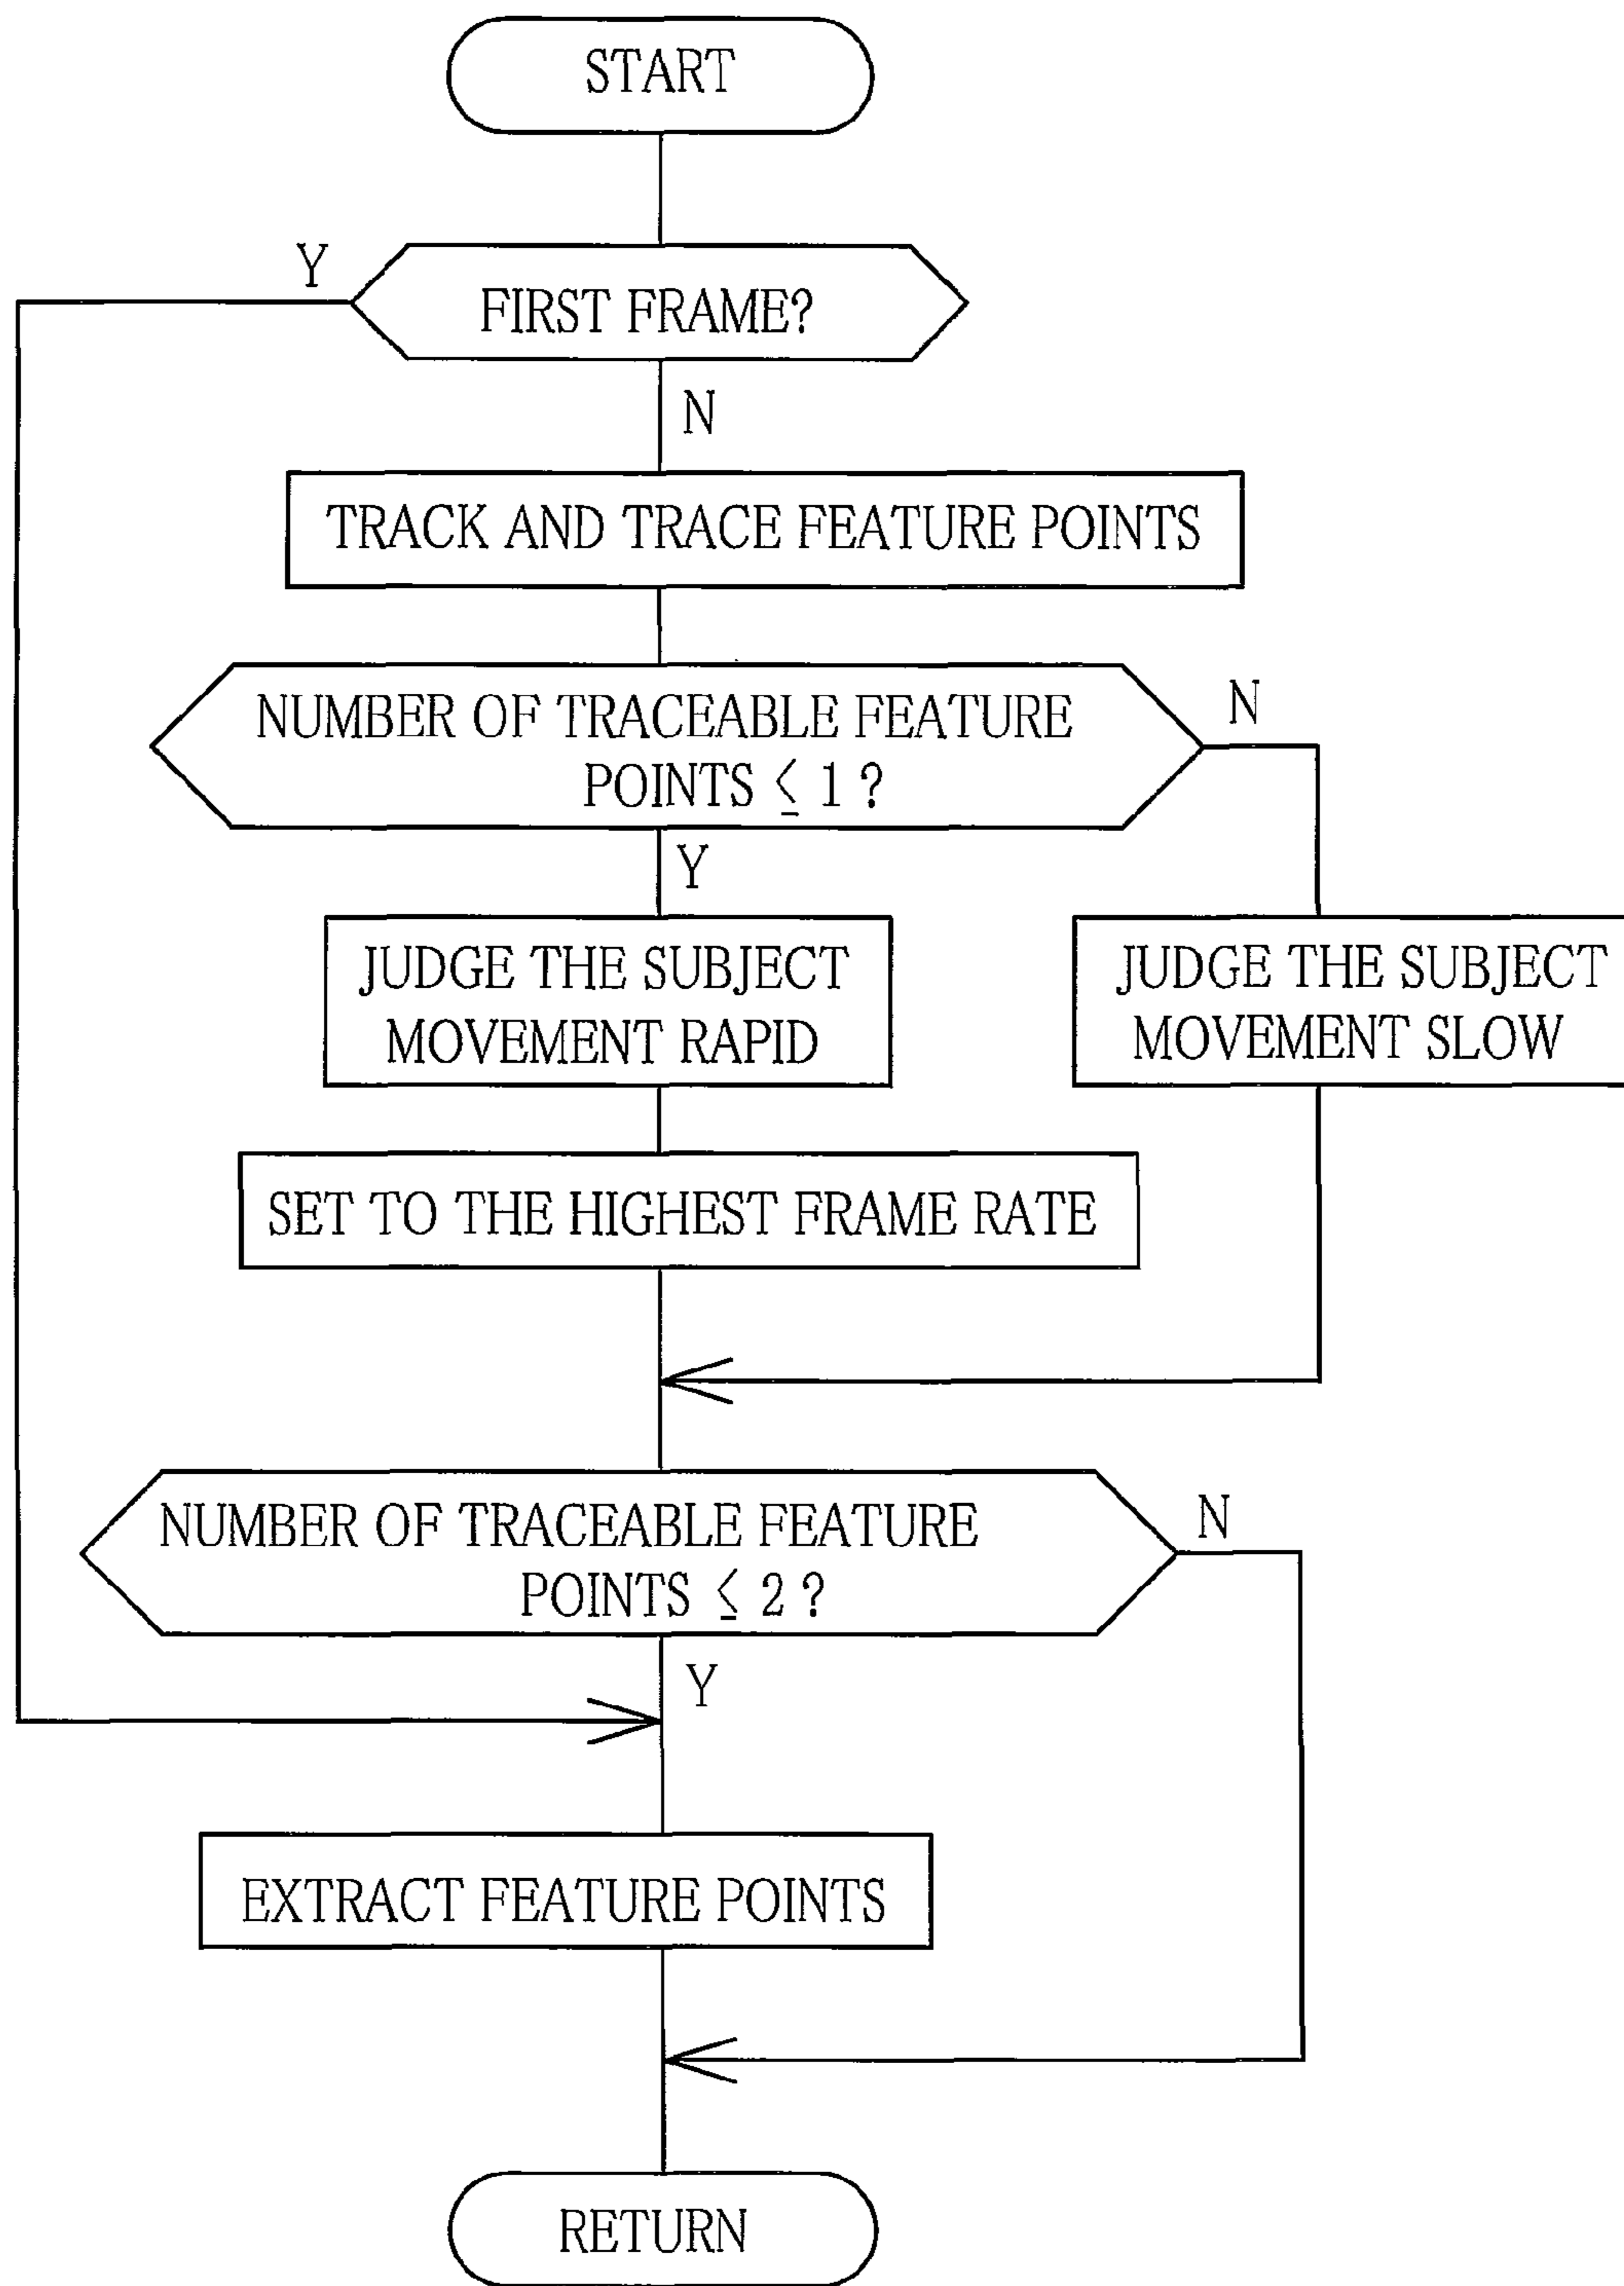 START
Y
FIRST FRAME?
N
TRACK AND TRACE FEATURE POINTS
NUMBER OF TRACEABLE FEATURE
POINTS ≤ 1 ?
N
Y
JUDGE THE SUBJECT
MOVEMENT RAPID
JUDGE THE SUBJECT
MOVEMENT SLOW
SET TO THE HIGHEST FRAME RATE
NUMBER OF TRACEABLE FEATURE
POINTS ≤ 2 ?
N
Y
EXTRACT FEATURE POINTS
RETURN